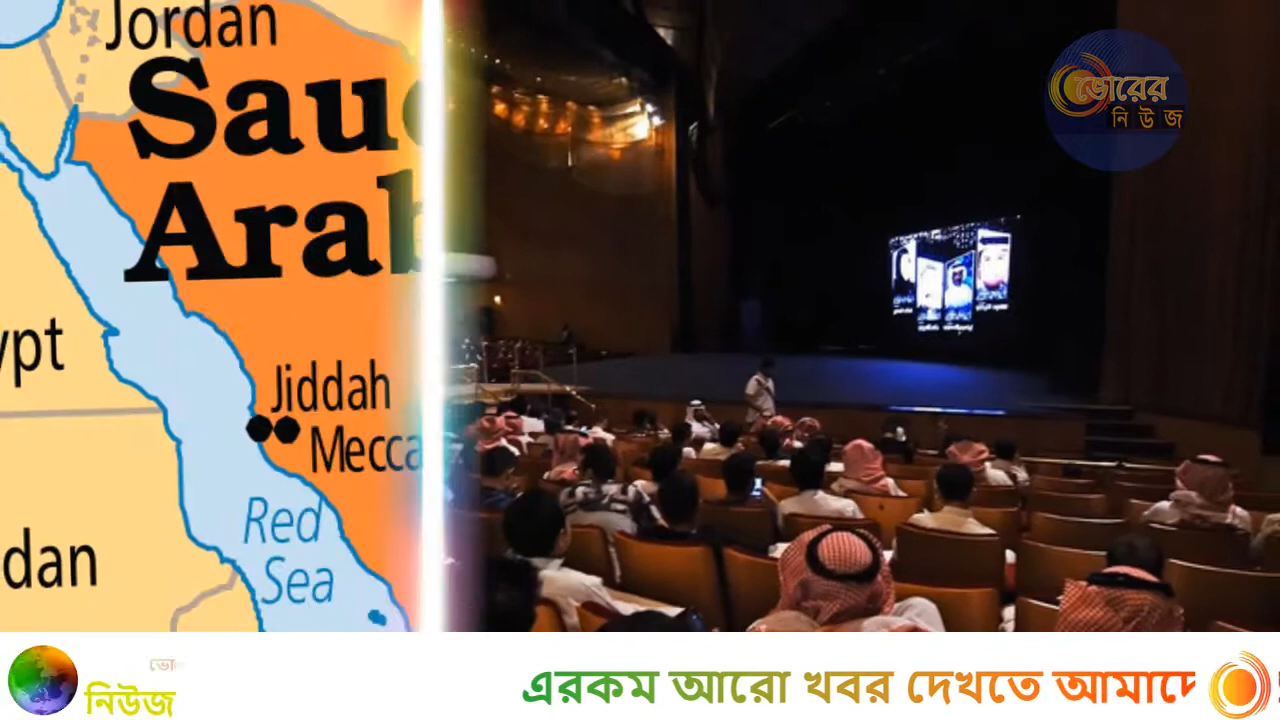 Jordan
Saud
Arab
ypt
Jiddah
Mecca
Red
Sea
dan
ভোরের
নি উ জ
নিউজ
এরকম আরো খবর দেখতে আমাদে